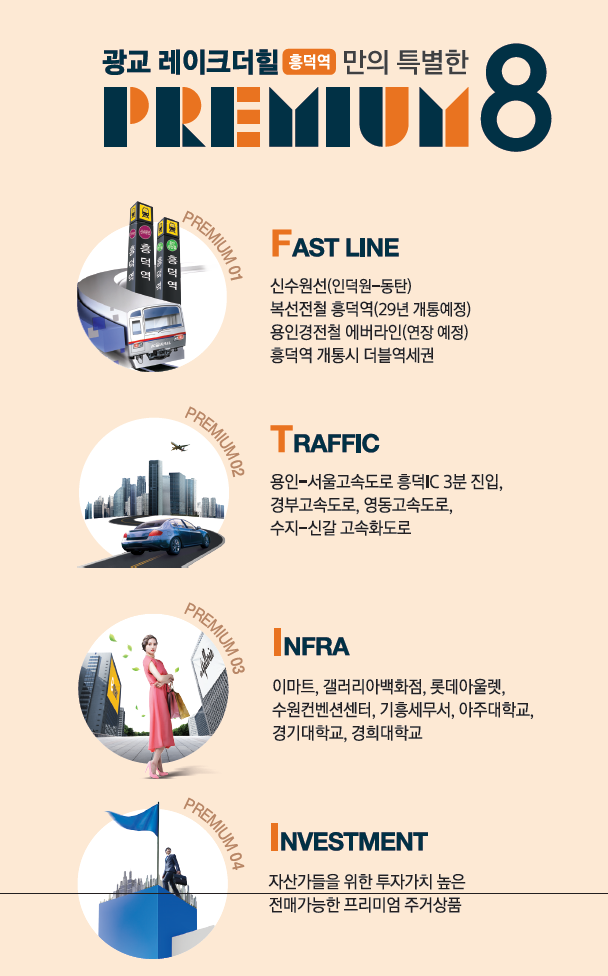 광교 레이크더힐 흥덕역 만의 특별한
PREMIUM 8
PREMIUM 01
흥덕역
흥덕역
FAST LINE
신수원선(인덕원-동탄)
복선전철 흥덕역(29년 개통예정)
용인경전철 에버라인(연장 예정)
흥덕역 개통시 더블역세권
PREMIUM 02
TRAFFIC
용인-서울고속도로 흥덕IC 3분 진입,
경부고속도로, 영동고속도로,
수지-신갈 고속화도로
PREMIUM 03
INFRA
이마트, 갤러리아백화점, 롯데아울렛,
수원컨벤션센터, 기흥세무서, 아주대학교,
경기대학교, 경희대학교
PREMIUM 04
INVESTMENT
자산가들을 위한 투자가치 높은
전매가능한 프리미엄 주거상품